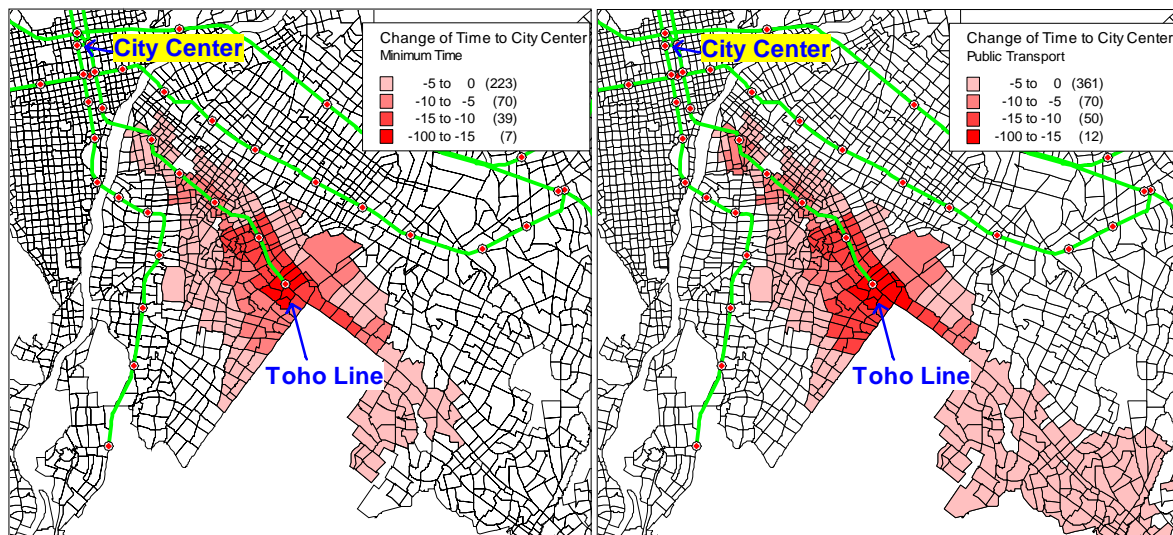 City Center
Change of Time to City Center
Minimum Time
-5 to 0 (223)
-10 to -5 (70)
-15 to -10 (39)
-100 to -15 (7)
Toho Line
City Center
Change of Time to City Center
Public Transport
-5 to 0 (361)
-10 to -5 (70)
-15 to -10 (50)
-100 to -15 (12)
Toho Line